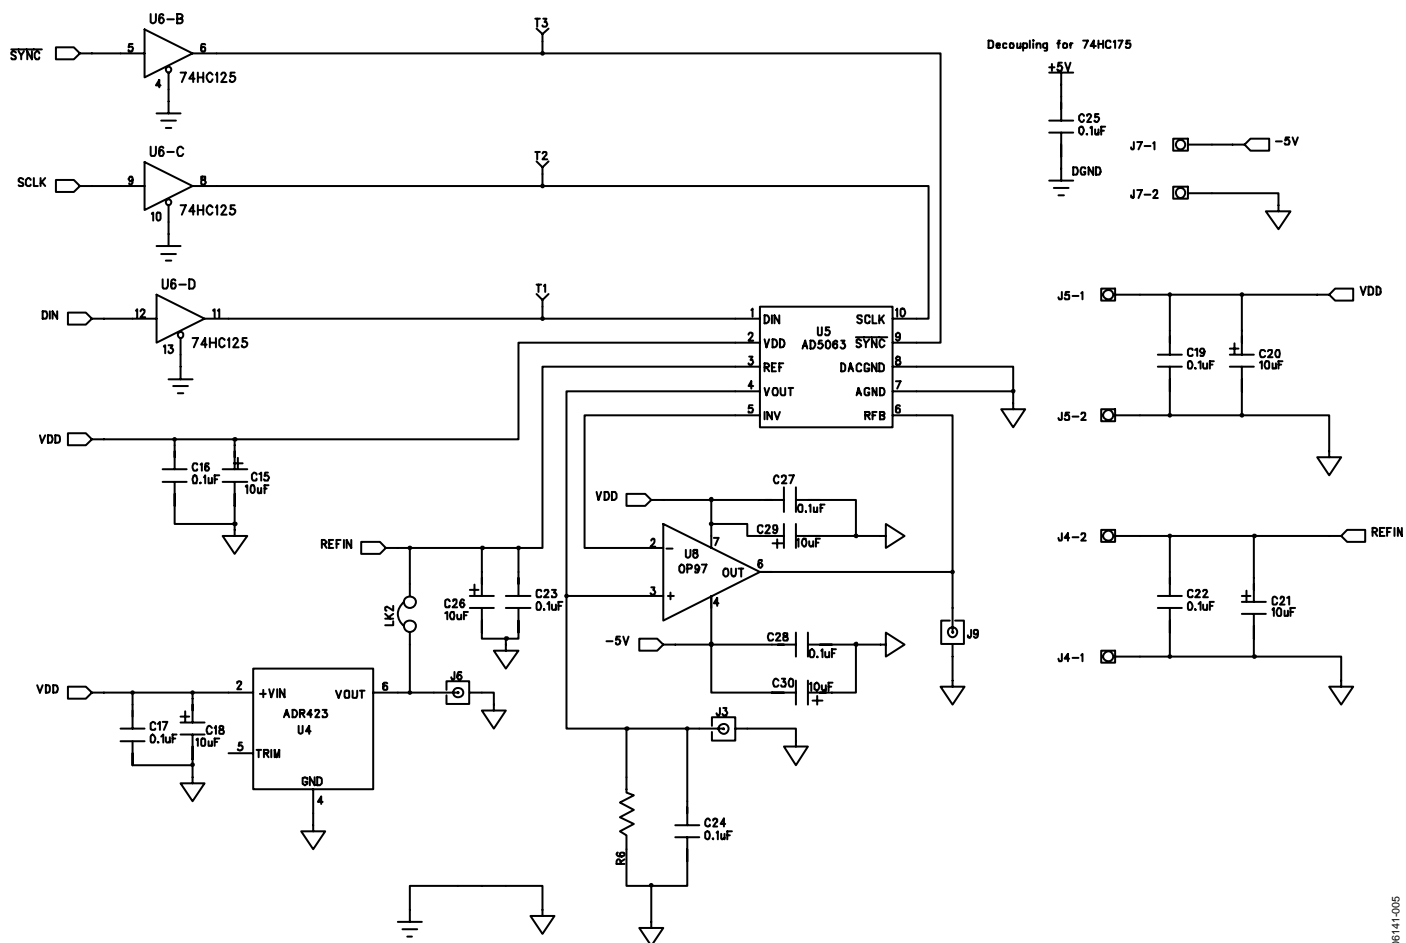 U6-B
SYNC
5
6
4
74HC125
T3
Decoupling for 74HC175
+5V
C25
0.1uF
DGND
J7-1
-5V
J7-2
U6-C
SCLK
9
8
10
74HC125
T2
U6-D
DIN
12
11
13
74HC125
T1
1
DIN
2
VDD
3
REF
4
VOUT
5
INV
U5
AD5063
SCLK
10
SYNC
9
DACGND
8
AGND
7
RFB
6
J5-1
VDD
C19
0.1uF
C20
10uF
+
J5-2
VDD
C16
0.1uF
+
C15
10uF
REFIN
LK2
+
C26
10uF
C23
0.1uF
VDD
C27
0.1uF
C29
+
10uF
2
-
3
+
7
U8
OP97
OUT
6
4
-5V
C28
0.1uF
C30
10uF
+
J9
J4-2
REFIN
C22
0.1uF
+
C21
10uF
J4-1
VDD
C17
0.1uF
+
C18
10uF
2
+VIN
VOUT
6
ADR423
U4
5
TRIM
GND
4
J6
J3
R6
C24
0.1uF
06141-005